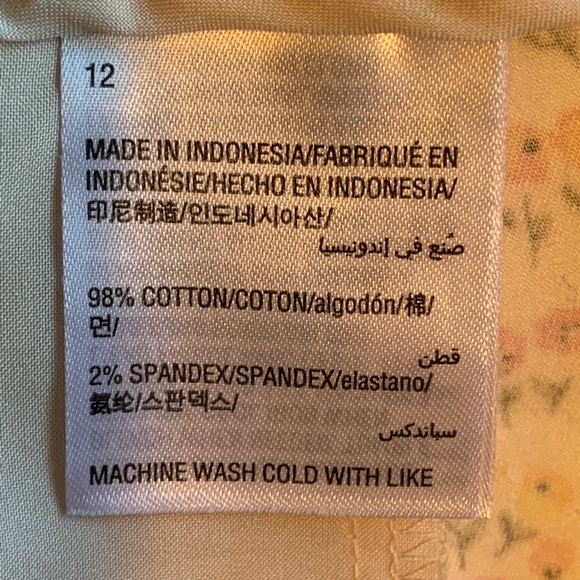 12
MADE IN INDONESIA/FABRIQUÉ EN
INDONÉSIE/HECHO EN INDONESIA/
印尼制造/인도네시아산/
صُنع في إندونيسيا
98% COTTON/COTON/algodón/棉/
면/
قطن
2% SPANDEX/SPANDEX/elastano/
氨纶/스판덱스/
سباندكس
MACHINE WASH COLD WITH LIKE